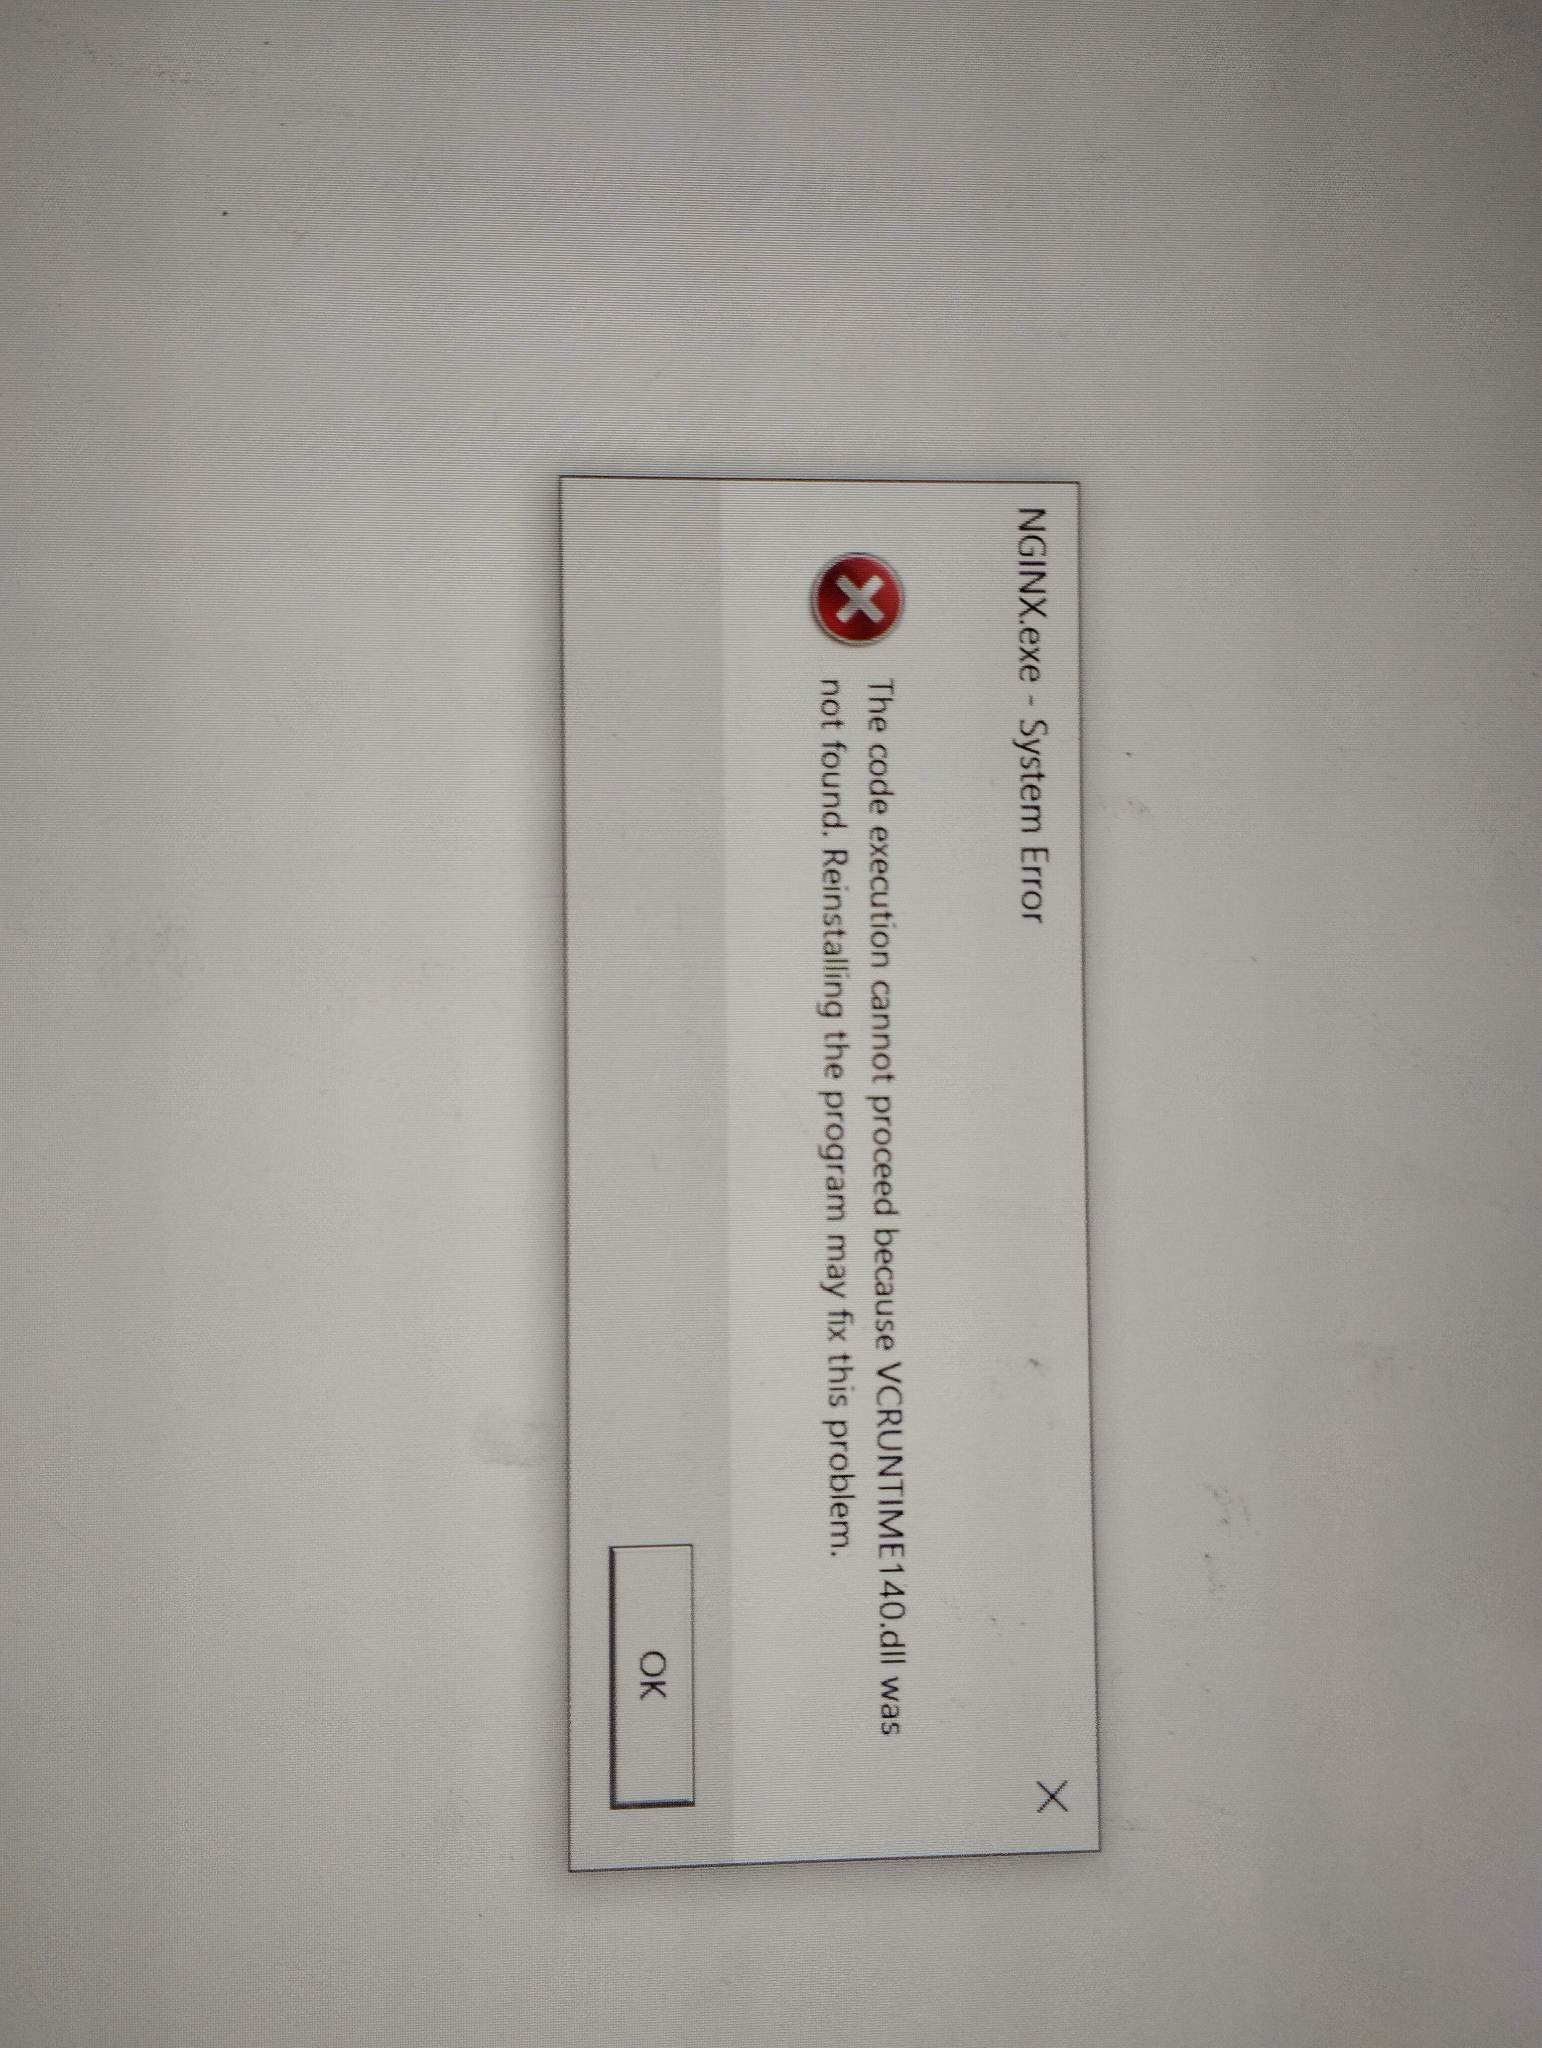 NGINX.exe - System Error
The code execution cannot proceed because VCRUNTIME140.dll was
not found. Reinstalling the program may fix this problem.
OK